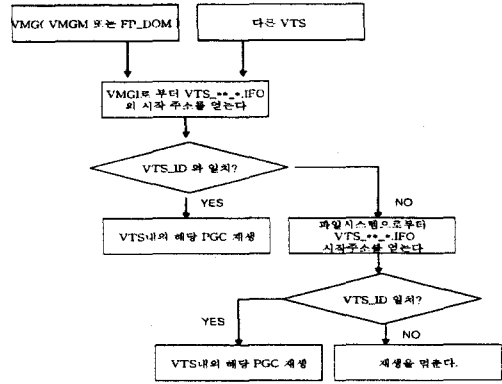 VMG( VMGM 또는 FP_DOM )
다른 VTS
VMGI로 부터 VTS_**_*.IFO
의 시작 주소를 얻는다
VTS_ID 와 일치?
YES
NO
VTS내의 해당 PGC 재생
파일시스템으로부터
VTS_**_*.IFO
시작주소를 얻는다
VTS_ID 일치?
YES
NO
VTS내의 해당 PGC 재생
재생을 멈춘다.